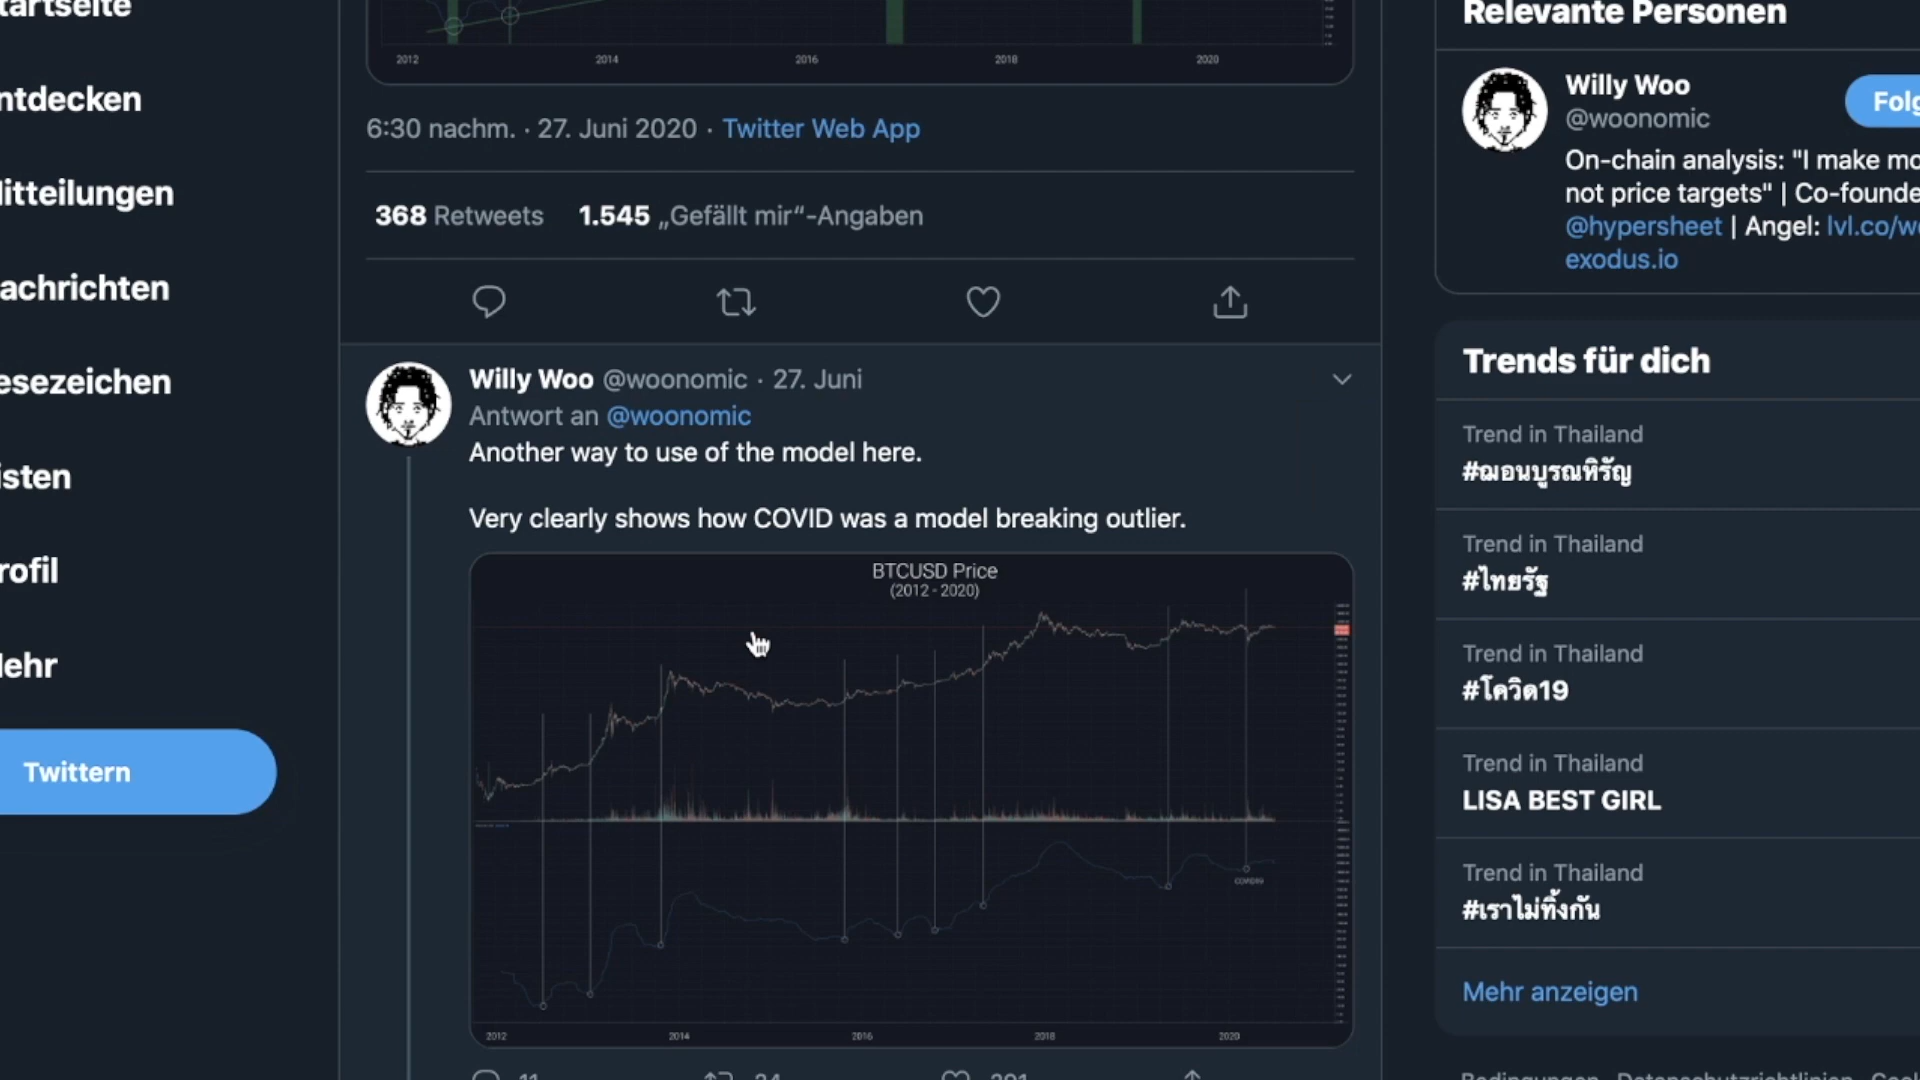 tartseite
ntdecken
itteilungen
achrichten
esezeichen
isten
rofil
ehr
Twittern
2012 2014 2016 2018 2020
6:30 nachm. · 27. Juni 2020 · Twitter Web App
368 Retweets 1.545 „Gefällt mir“-Angaben
Willy Woo @woonomic · 27. Juni
Antwort an @woonomic
Another way to use of the model here.
Very clearly shows how COVID was a model breaking outlier.
BTCUSD Price
(2012 - 2020)
COVID19
2012 2014 2016 2018 2020
Relevante Personen
Willy Woo
@woonomic
Folg
On-chain analysis: "I make mo
not price targets" | Co-founde
@hypersheet | Angel: lvl.co/w
exodus.io
Trends für dich
Trend in Thailand
#ฌอนบูรณหิรัญ
Trend in Thailand
#ไทยรัฐ
Trend in Thailand
#โควิด19
Trend in Thailand
LISA BEST GIRL
Trend in Thailand
#เราไม่ทิ้งกัน
Mehr anzeigen